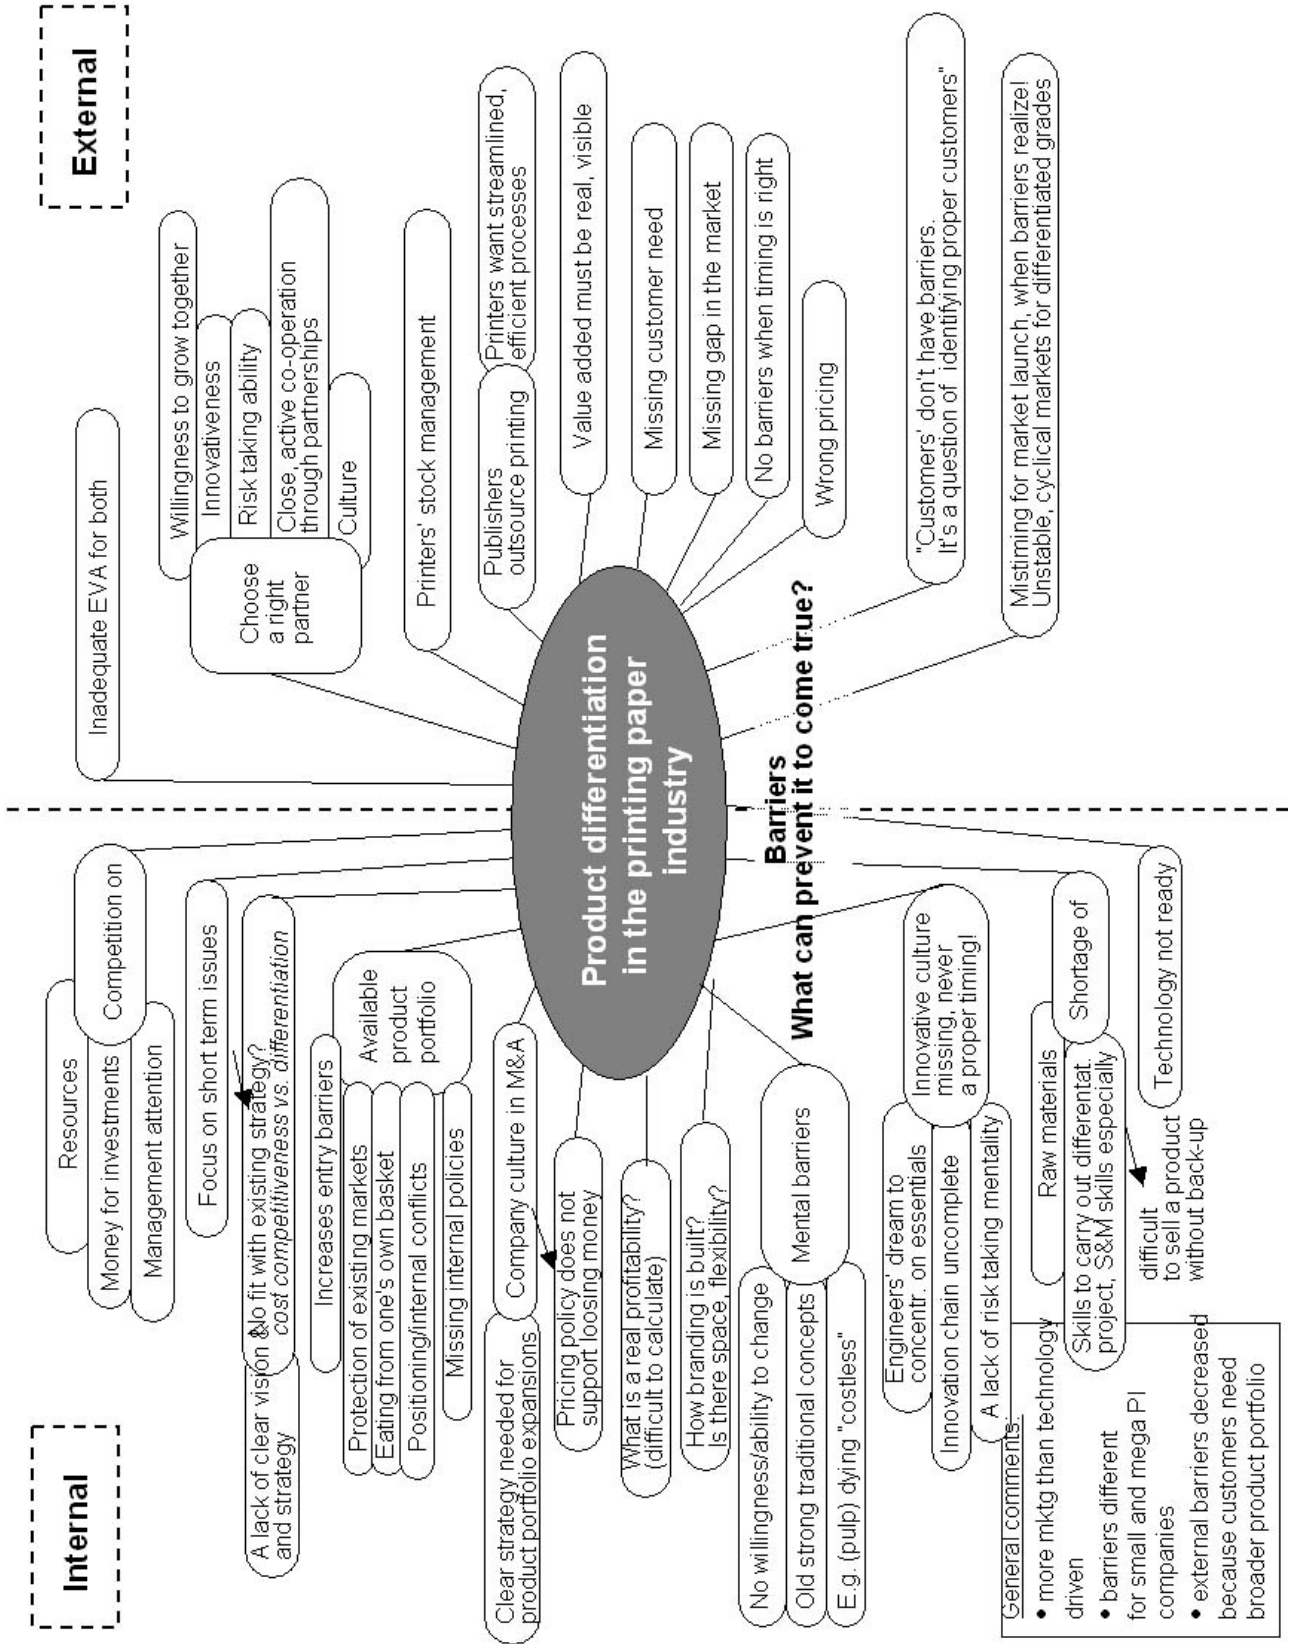 Internal
External
Product differentiation
in the printing paper
industry
Barriers
What can prevent it to come true?
Resources
Money for investments
Management attention
Competition on
Focus on short term issues
A lack of clear vision &
and strategy
No fit with existing strategy?
cost competitiveness vs. differentiation
Increases entry barriers
Protection of existing markets
Eating from one's own basket
Positioning/internal conflicts
Missing internal policies
Available
product
portfolio
Clear strategy needed for
product portfolio expansions
Company culture in M&A
Pricing policy does not
support loosing money
What is a real profitability?
(difficult to calculate)
How branding is built?
Is there space, flexibility?
Mental barriers
No willingness/ability to change
Old strong traditional concepts
E.g. (pulp) dying "costless"
Innovative culture
missing, never
a proper timing!
Engineers' dream to
concentr. on essentials
Innovation chain uncomplete
A lack of risk taking mentality
Shortage of
Raw materials
Skills to carry out differentiat.
project, S&M skills especially
difficult
to sell a product
without back-up
Technology not ready
General comments:
• more mktg than technology
driven
• barriers different
for small and mega PI
companies
• external barriers decreased
because customers need
broader product portfolio
Inadequate EVA for both
Choose
a right
partner
Willingness to grow together
Innovativeness
Risk taking ability
Close, active co-operation
through partnerships
Culture
Printers' stock management
Publishers
outsource printing
Printers want streamlined,
efficient processes
Value added must be real, visible
Missing customer need
Missing gap in the market
No barriers when timing is right
Wrong pricing
"Customers' don't have barriers.
It's a question of identifying proper customers"
Mistiming for market launch, when barriers realize!
Unstable, cyclical markets for differentiated grades